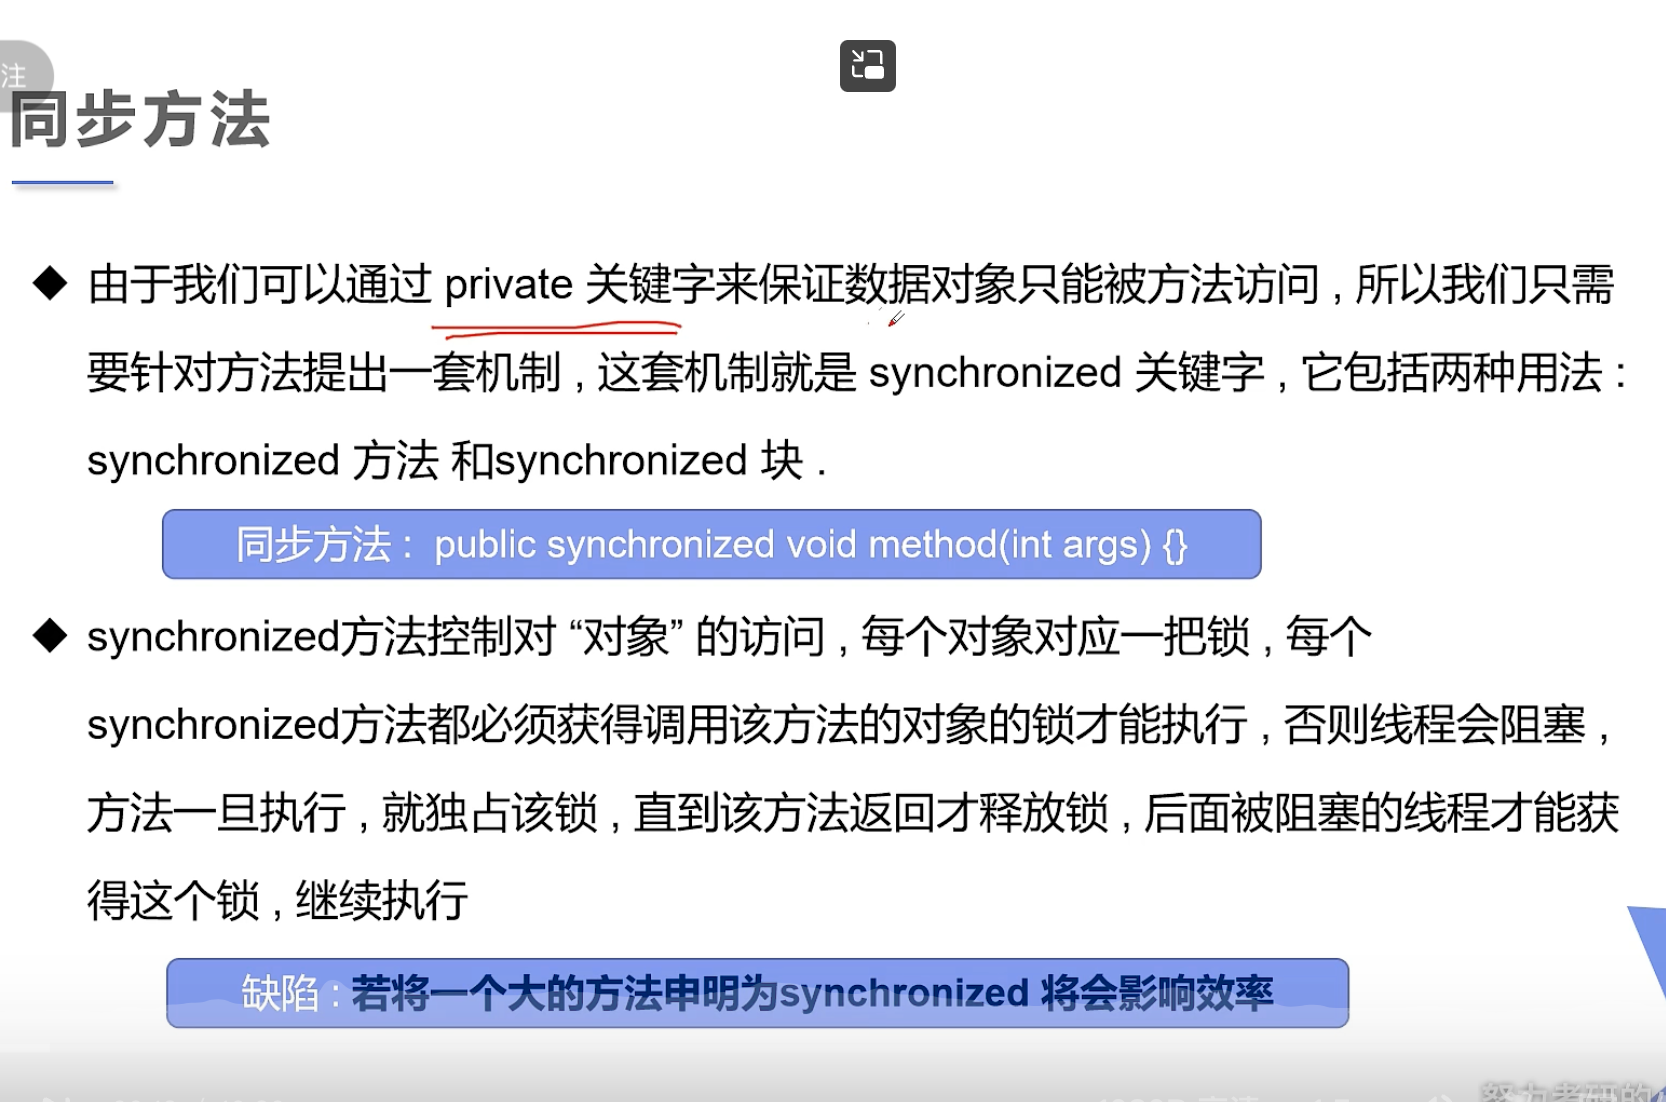 注
同步方法
由于我们可以通过 private 关键字来保证数据对象只能被方法访问 , 所以我们只需
要针对方法提出一套机制 , 这套机制就是 synchronized 关键字 , 它包括两种用法 :
synchronized 方法 和synchronized 块 .
同步方法 : public synchronized void method(int args) {}
synchronized方法控制对 “对象” 的访问 , 每个对象对应一把锁 , 每个
synchronized方法都必须获得调用该方法的对象的锁才能执行 , 否则线程会阻塞 ,
方法一旦执行 , 就独占该锁 , 直到该方法返回才释放锁 , 后面被阻塞的线程才能获
得这个锁 , 继续执行
缺陷 : 若将一个大的方法申明为synchronized 将会影响效率
努力考研的